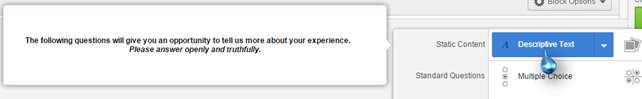 Block Options
The following questions will give you an opportunity to tell us more about your experience.
Please answer openly and truthfully.
Static Content
A Descriptive Text
Standard Questions
Multiple Choice